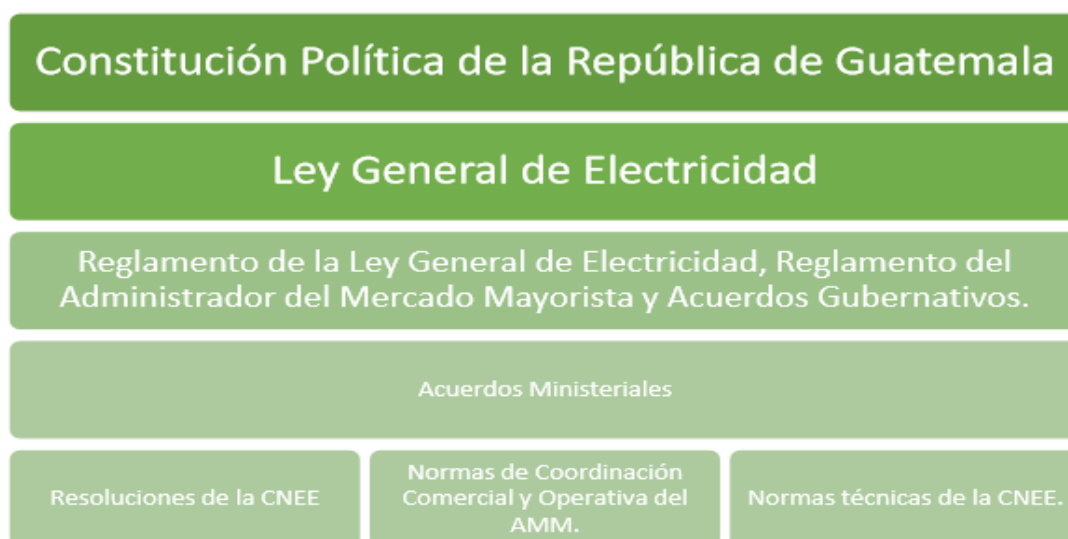 Constitución Política de la República de Guatemala
Ley General de Electricidad
Reglamento de la Ley General de Electricidad, Reglamento del
Administrador del Mercado Mayorista y Acuerdos Gubernativos.
Acuerdos Ministeriales
Resoluciones de la CNEE
Normas de Coordinación
Comercial y Operativa del
AMM.
Normas técnicas de la CNEE.